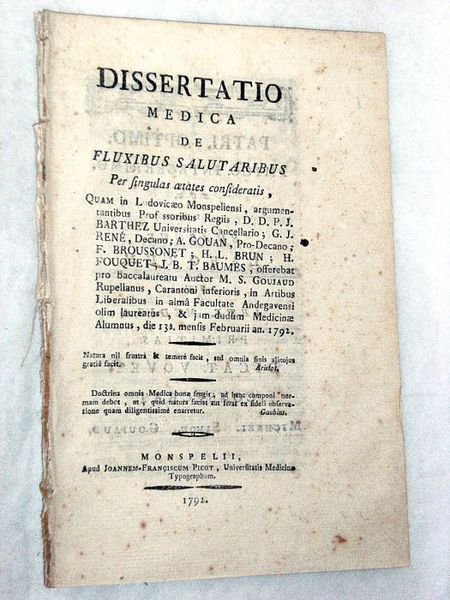 DISSERTATIO
MEDICA
DE
FLUXIBUS SALUTARIBUS
Per singulas ætates consideratis,
QUAM in Ludovicæo Monspeliensi, argumen-
tantibus Professoribus Regiis, D. D. P. J.
BARTHEZ Universitatis Cancellario; G. J.
RENÉ, Decano; A. GOUAN, Pro-Decano;
F. BROUSSONET; H. L. BRUN; H.
FOUQUET; J. B. T. BAUMES, offerebat
pro baccalaureatu Auctor M. S. GOUJAUD
Rupellanus, Carantoni inferioris, in Artibus
Liberalibus in almâ Facultate Andegavensi
olim laureatus, & jam dudùm Medicinæ
Alumnus, die 13a. mensis Februarii an. 1792.
Natura nil frustrà & temerè facit, sed omnia finis alicujus
gratiâ facit. Aristot.
Doctrina omnis Medica bonæ frugis, ad hanc componi nor-
mam debet, ut quid natura faciat aut ferat ex fideli observa-
tione quam diligentissimè enarretur. Gaubius.
MONSPELII,
Apud JOANNEM-FRANCISCUM PICOT, Universitatis Medicinæ
Typographum.
1792.